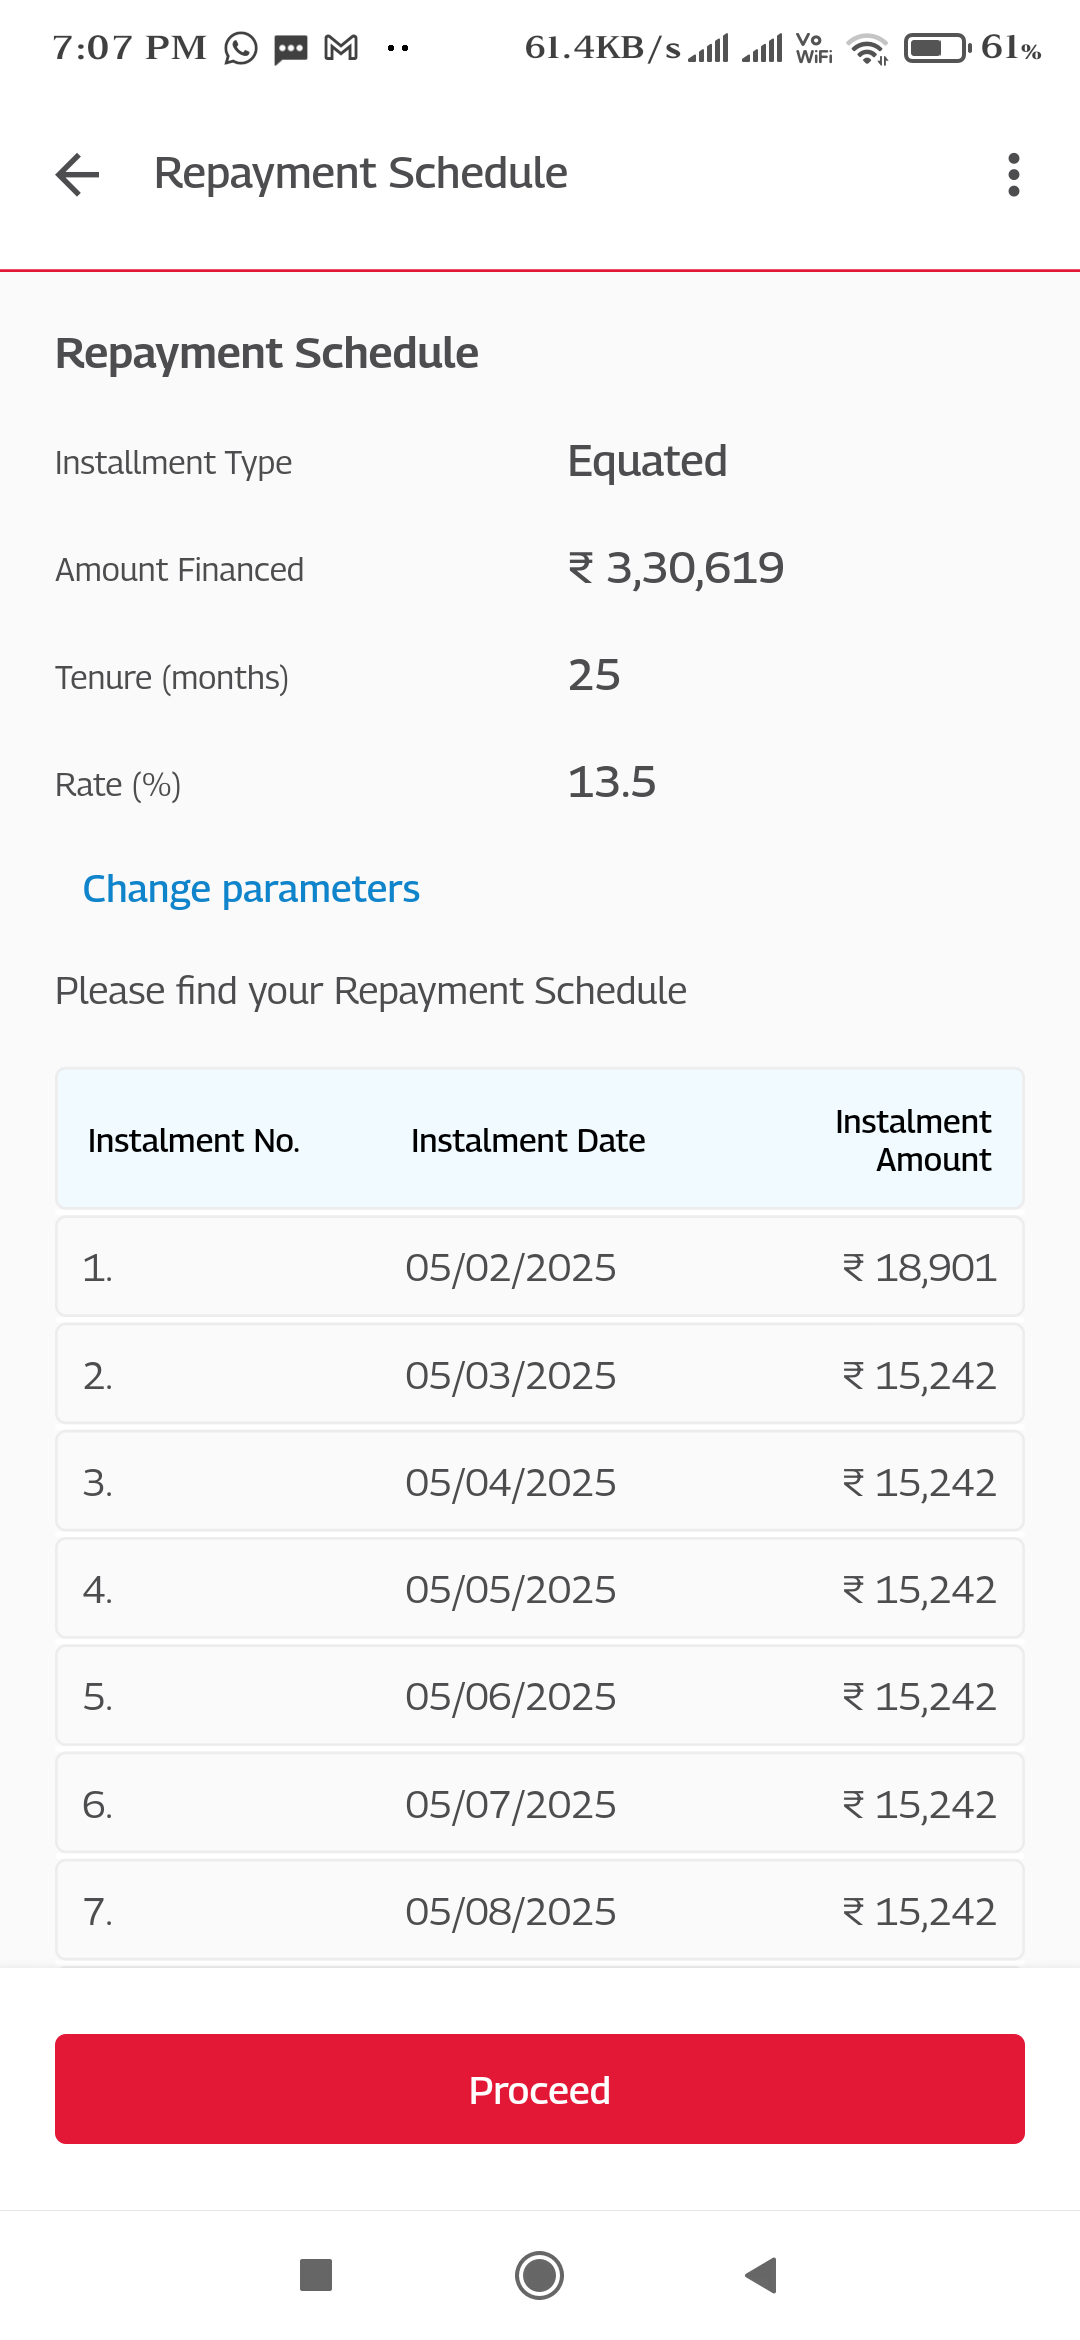 7:07 PM 61.4KB/s Vo WiFi 61%
Repayment Schedule
Repayment Schedule
Installment Type Equated
Amount Financed ₹ 3,30,619
Tenure (months) 25
Rate (%) 13.5
Change parameters
Please find your Repayment Schedule
Instalment No. Instalment Date Instalment Amount
1. 05/02/2025 ₹ 18,901
2. 05/03/2025 ₹ 15,242
3. 05/04/2025 ₹ 15,242
4. 05/05/2025 ₹ 15,242
5. 05/06/2025 ₹ 15,242
6. 05/07/2025 ₹ 15,242
7. 05/08/2025 ₹ 15,242
Proceed